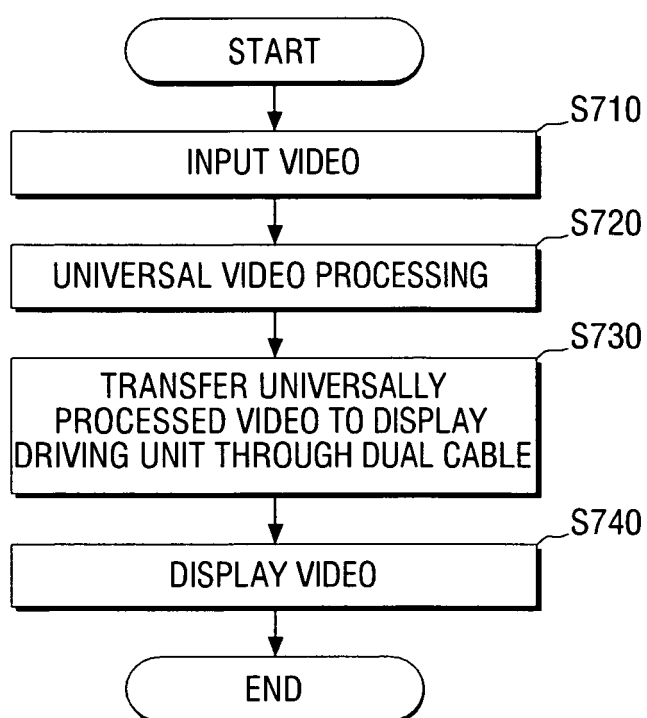 START
S710
INPUT VIDEO
S720
UNIVERSAL VIDEO PROCESSING
S730
TRANSFER UNIVERSALLY
PROCESSED VIDEO TO DISPLAY
DRIVING UNIT THROUGH DUAL CABLE
S740
DISPLAY VIDEO
END